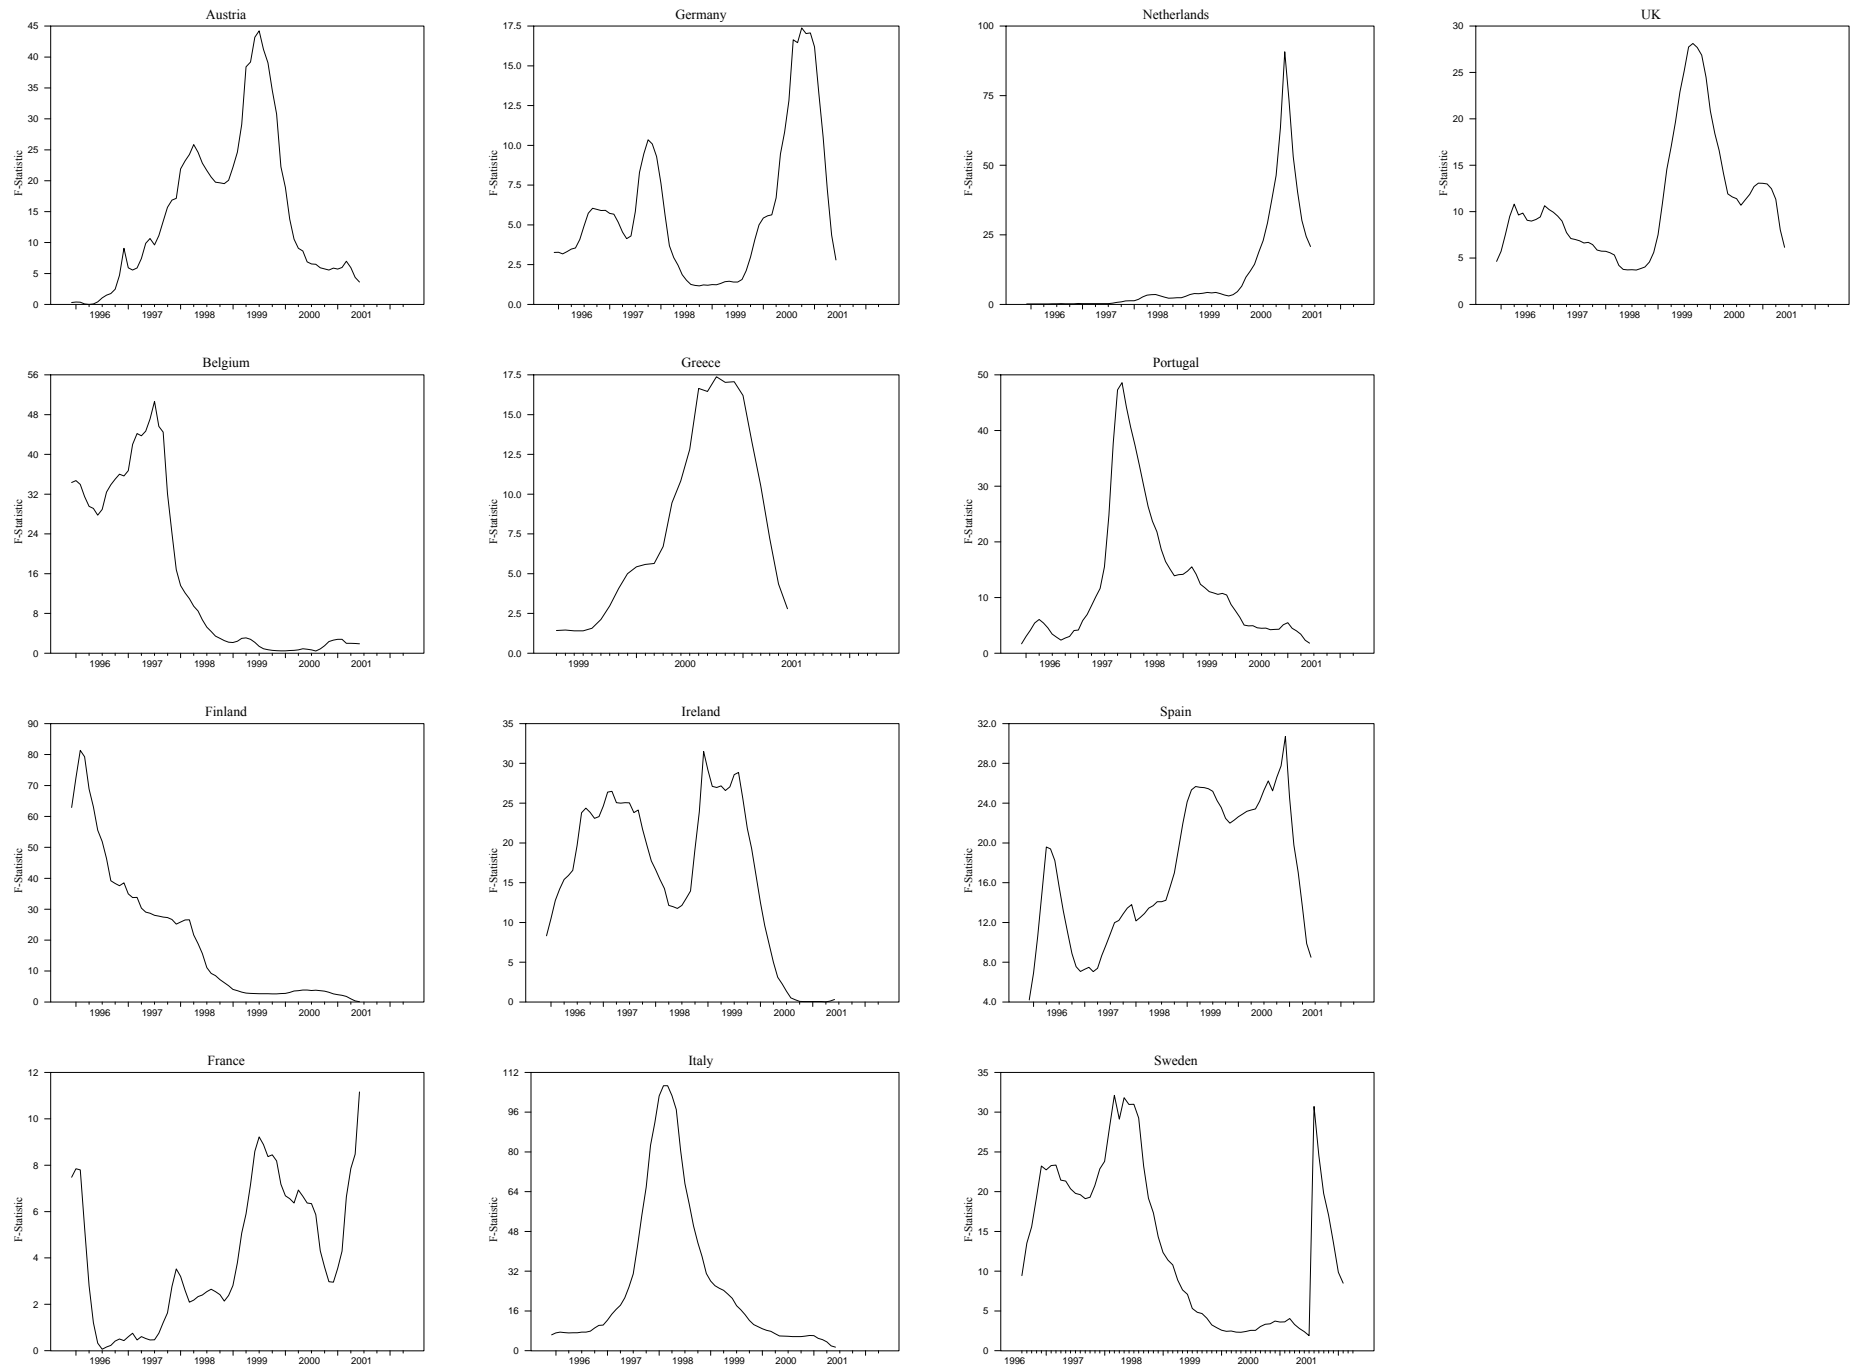 Austria
45
40
35
30
25
20
15
10
5
0
F-Statistic
1996 1997 1998 1999 2000 2001
Germany
17.5
15.0
12.5
10.0
7.5
5.0
2.5
0.0
F-Statistic
1996 1997 1998 1999 2000 2001
Netherlands
100
75
50
25
0
F-Statistic
1996 1997 1998 1999 2000 2001
UK
30
25
20
15
10
5
0
F-Statistic
1996 1997 1998 1999 2000 2001
Belgium
56
48
40
32
24
16
8
0
F-Statistic
1996 1997 1998 1999 2000 2001
Greece
17.5
15.0
12.5
10.0
7.5
5.0
2.5
0.0
F-Statistic
1999 2000 2001
Portugal
50
40
30
20
10
0
F-Statistic
1996 1997 1998 1999 2000 2001
Finland
90
80
70
60
50
40
30
20
10
0
F-Statistic
1996 1997 1998 1999 2000 2001
Ireland
35
30
25
20
15
10
5
0
F-Statistic
1996 1997 1998 1999 2000 2001
Spain
32.0
28.0
24.0
20.0
16.0
12.0
8.0
4.0
F-Statistic
1996 1997 1998 1999 2000 2001
France
12
10
8
6
4
2
0
F-Statistic
1996 1997 1998 1999 2000 2001
Italy
112
96
80
64
48
32
16
0
F-Statistic
1996 1997 1998 1999 2000 2001
Sweden
35
30
25
20
15
10
5
0
F-Statistic
1996 1997 1998 1999 2000 2001